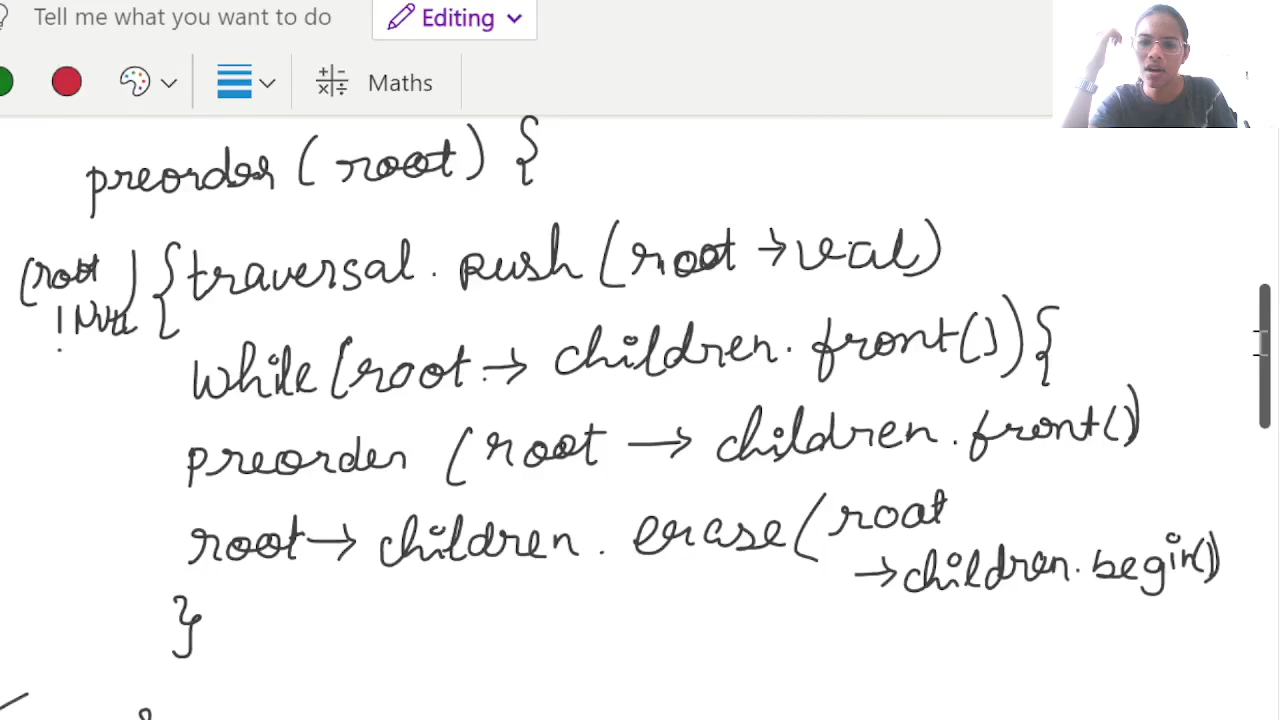 Tell me what you want to do
Editing
Maths
preorder (root) {
(root
!Null) { traversal. push (root →val)
while (root → children. front()) {
preorder (root → children. front()
root → children. erase (root
→ children. begin()
}